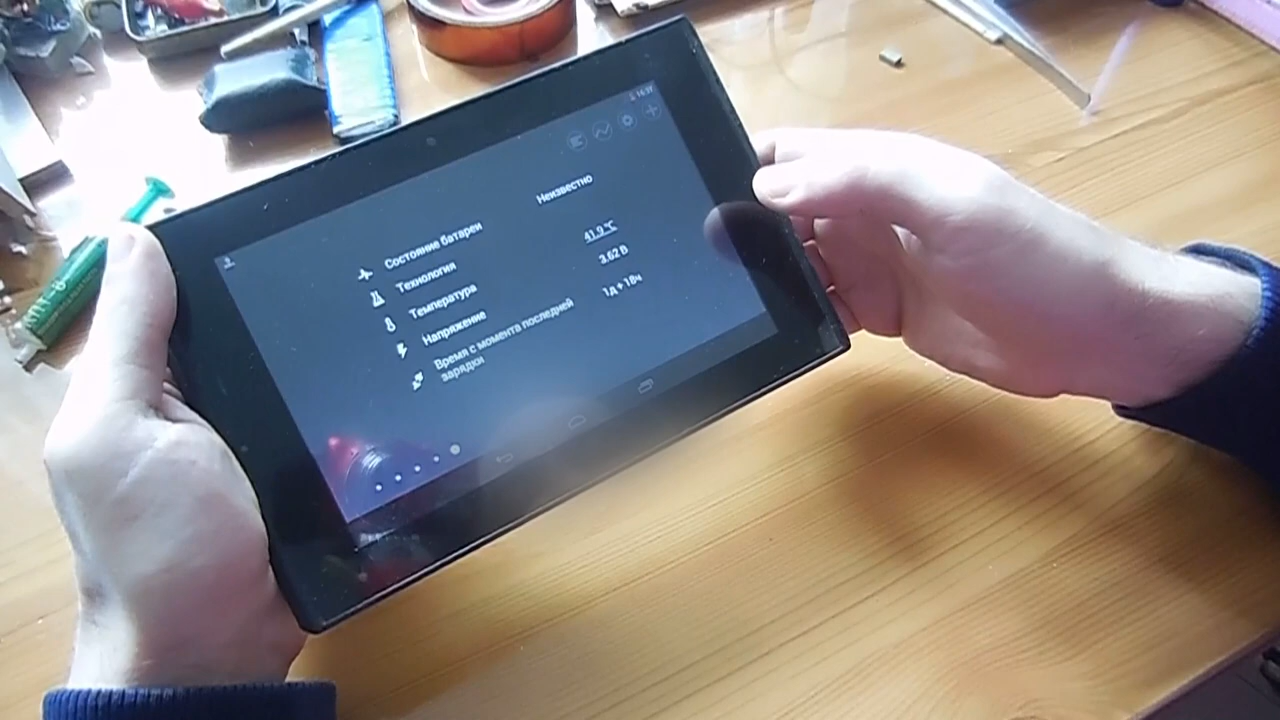 Состояние батареи
Неизвестно
Технология
Температура
41.9 °C
Напряжение
3.62 В
Время с момента последней
зарядки
1д + 18ч